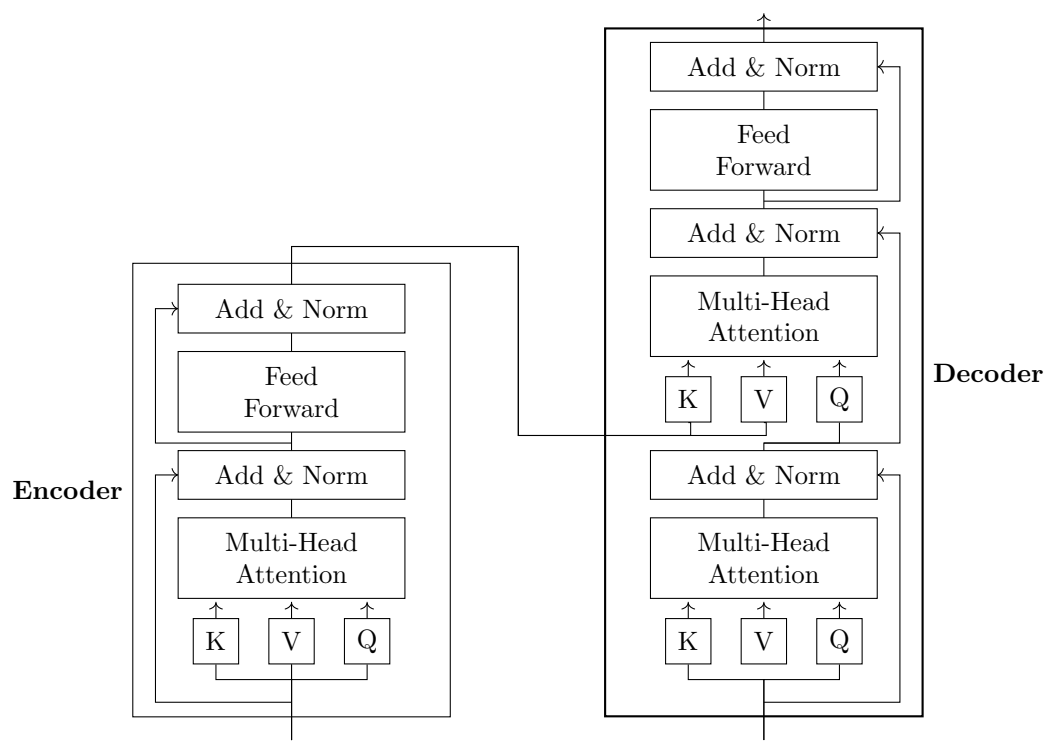 Add & Norm
Feed
Forward
Add & Norm
Multi-Head
Attention
K V Q
Encoder
Add & Norm
Feed
Forward
Add & Norm
Multi-Head
Attention
K V Q
Add & Norm
Multi-Head
Attention
K V Q
Decoder